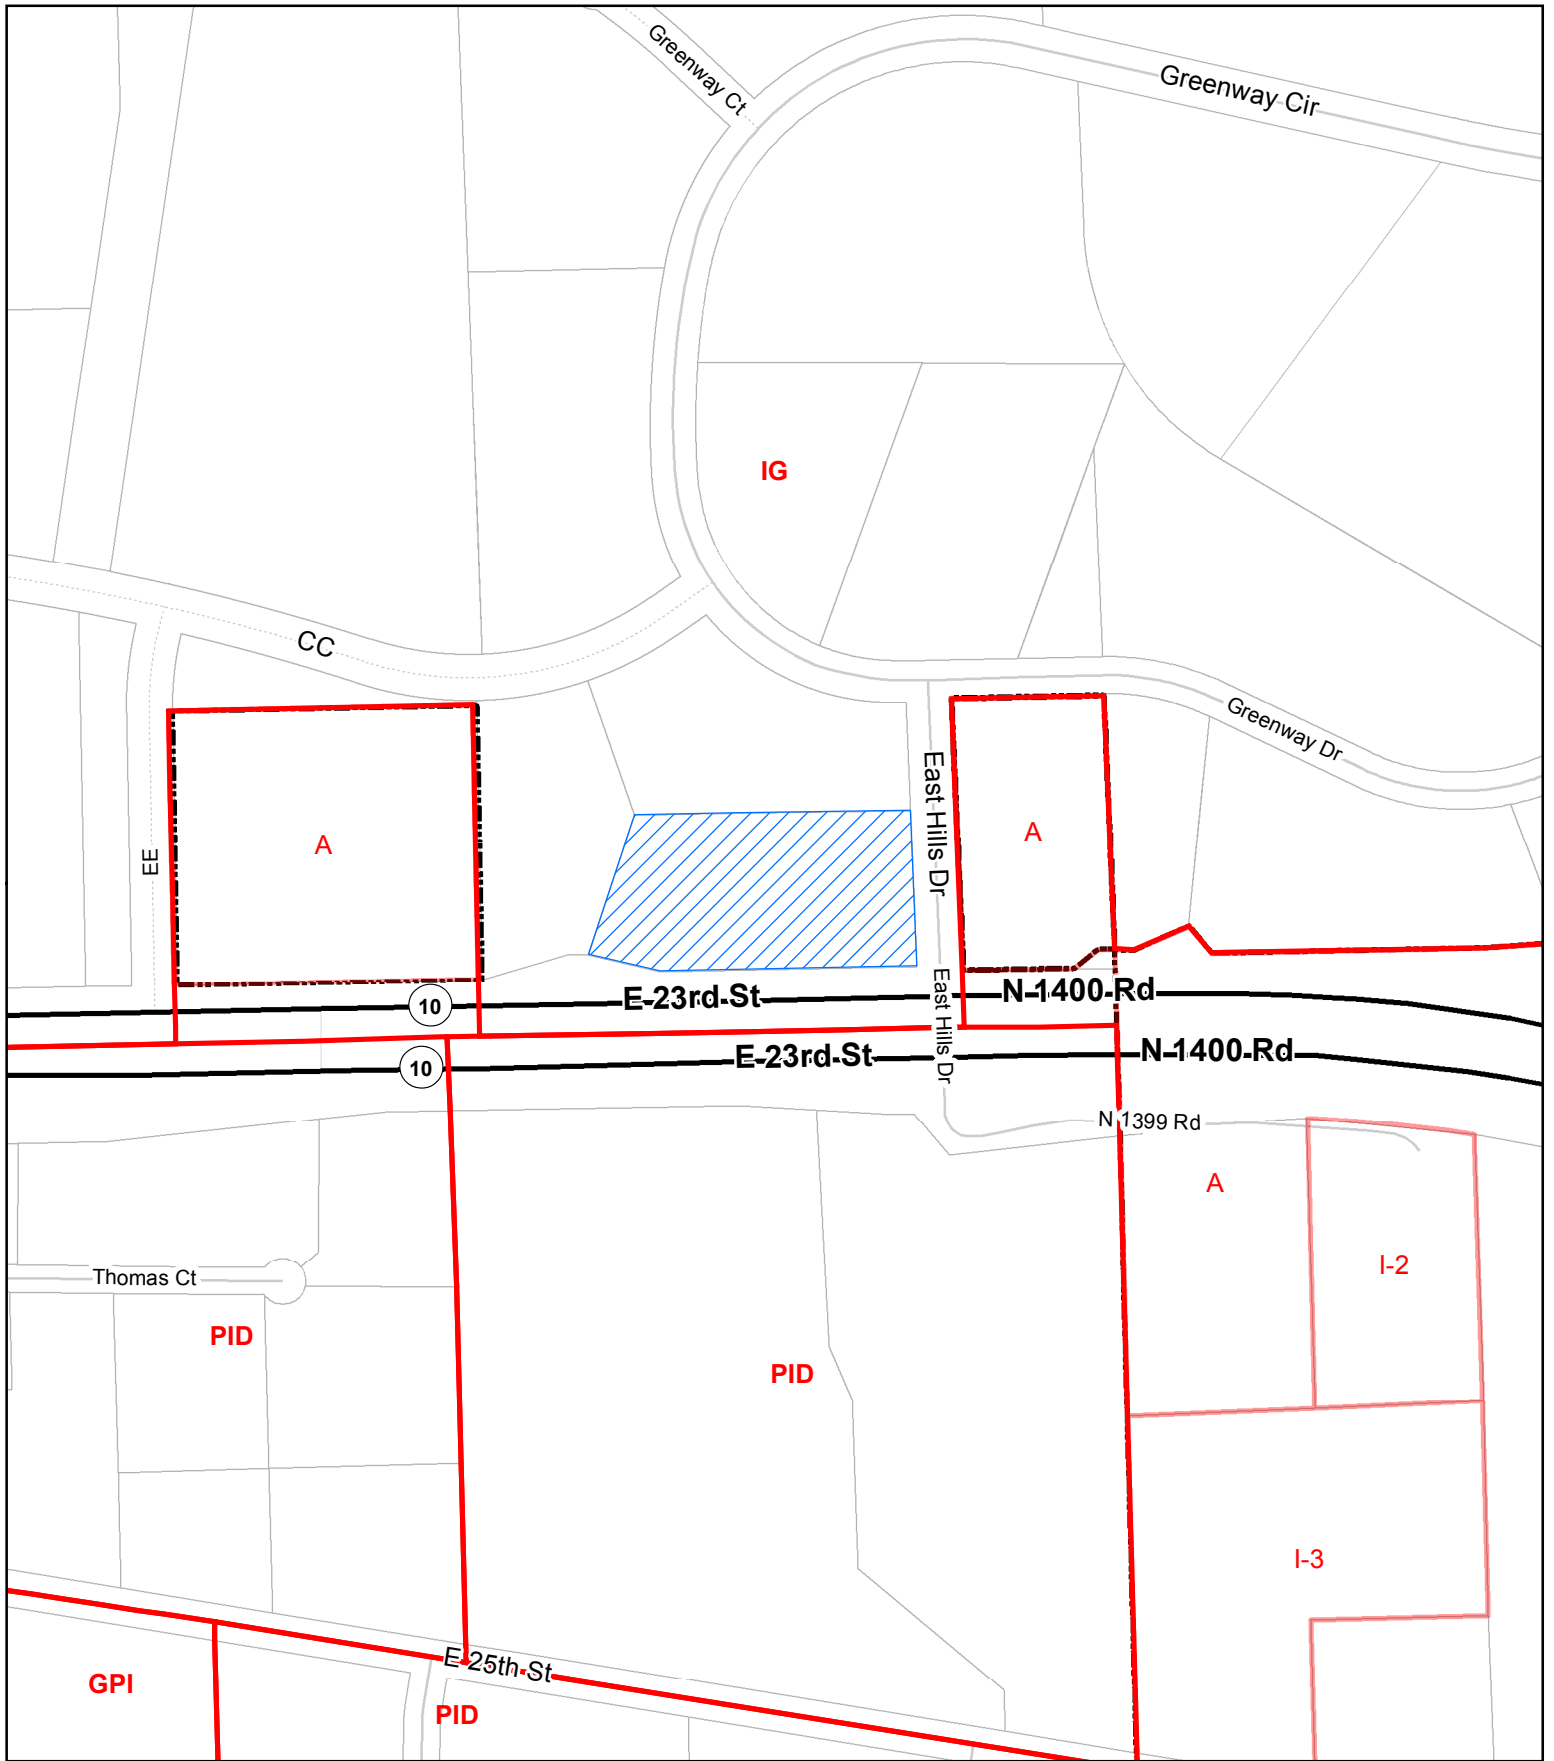 Greenway Ct
Greenway Cir
IG
CC
Greenway Dr
East Hills Dr
A
A
EE
10
E 23rd St
East Hills Dr
N 1400 Rd
10
E 23rd St
N 1400 Rd
N 1399 Rd
A
I-2
Thomas Ct
PID
PID
I-3
E 25th St
GPI
PID